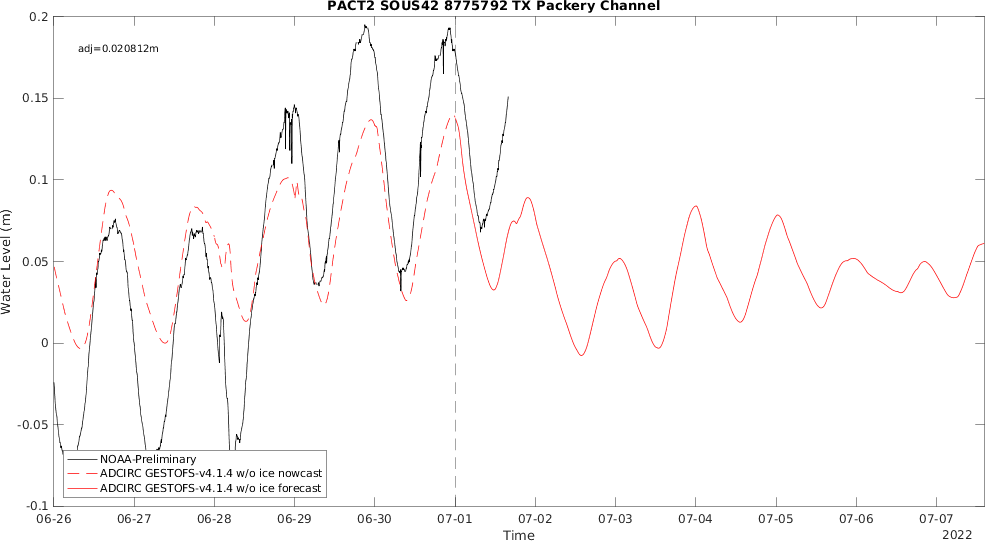 PACT2 SOUS42 8775792 TX Packery Channel
adj=0.020812m
0.2
0.15
0.1
0.05
0
-0.05
-0.1
Water Level (m)
NOAA-Preliminary
ADCIRC GESTOFS-v4.1.4 w/o ice nowcast
ADCIRC GESTOFS-v4.1.4 w/o ice forecast
06-26 06-27 06-28 06-29 06-30 07-01 07-02 07-03 07-04 07-05 07-06 07-07
Time
2022